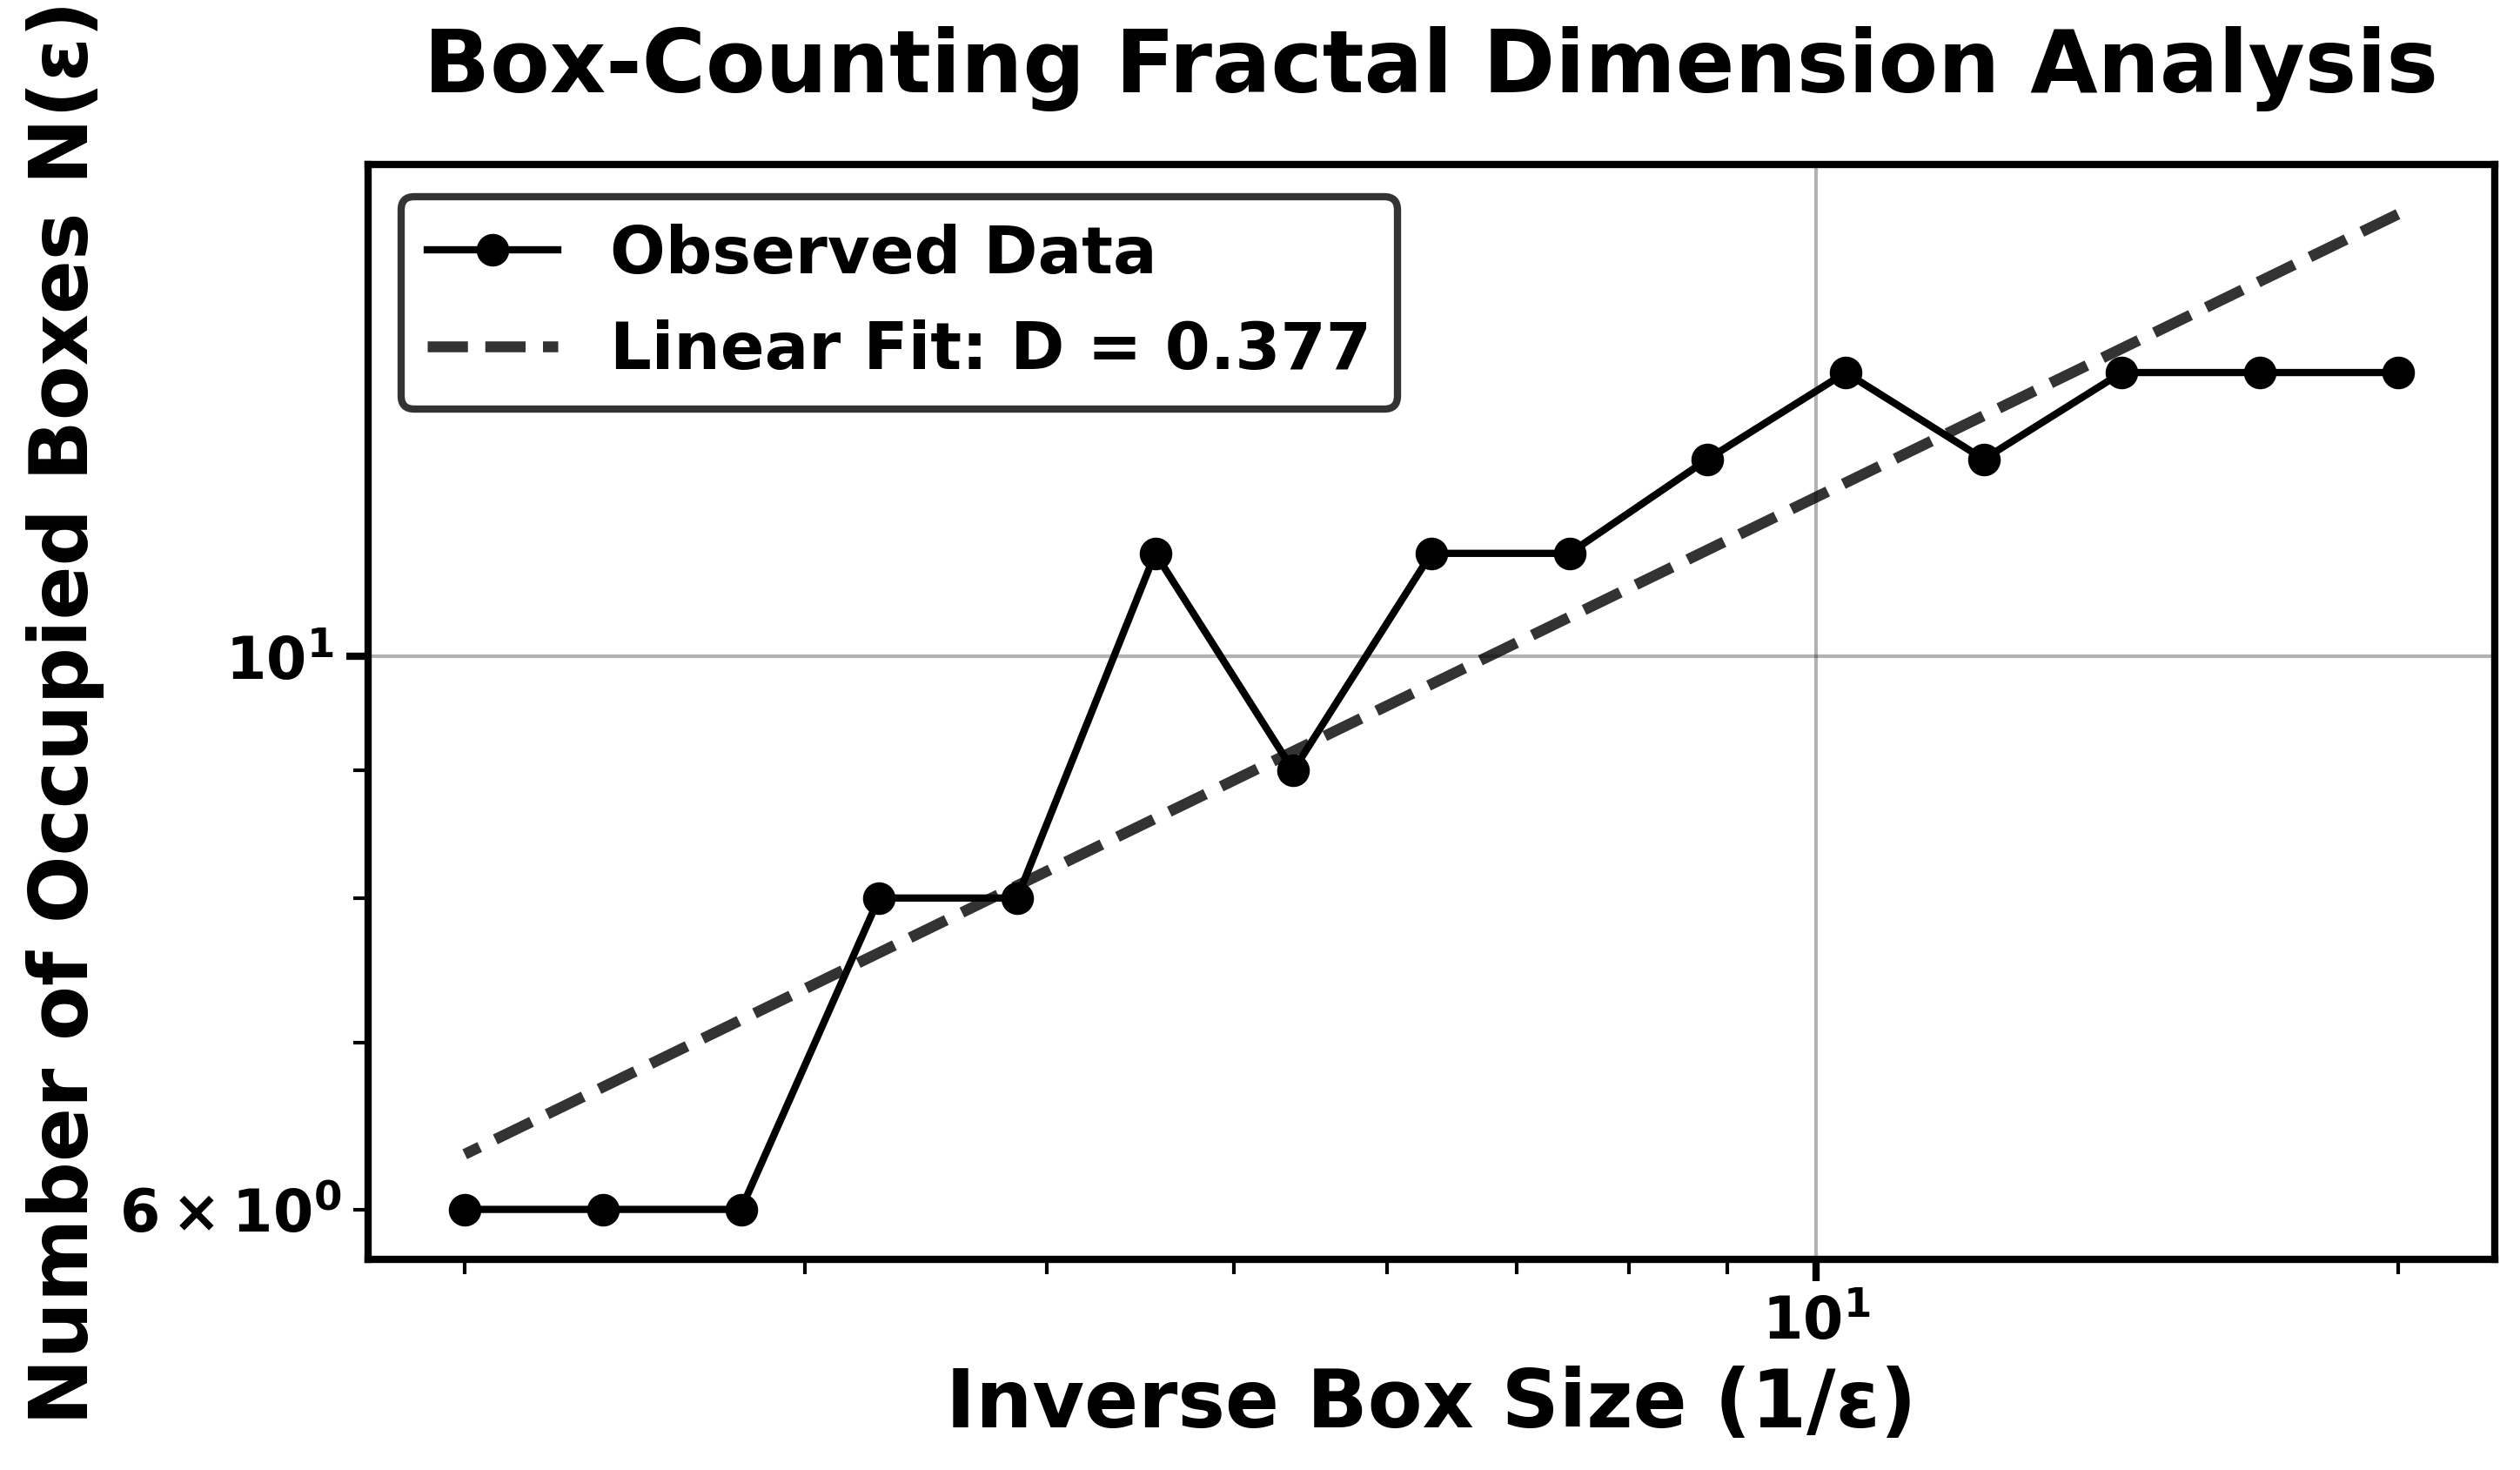 Box-Counting Fractal Dimension Analysis
Number of Occupied Boxes N(ε)
Observed Data
Linear Fit: D = 0.377
10¹
6 × 10⁰
10¹
Inverse Box Size (1/ε)